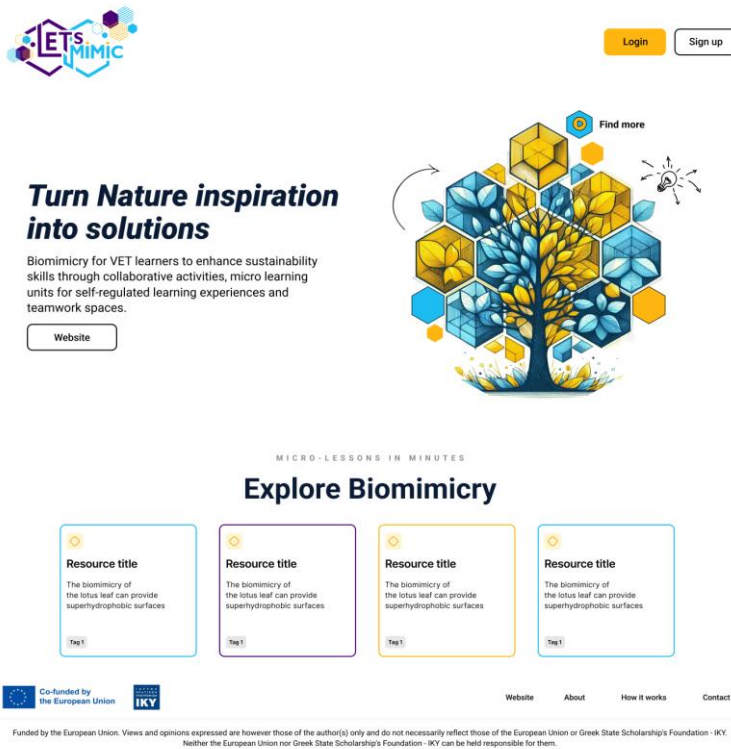 LET'S
MiMiC
Login
Sign up
Find more
Turn Nature inspiration
into solutions
Biomimicry for VET learners to enhance sustainability
skills through collaborative activities, micro learning
units for self-regulated learning experiences and
teamwork spaces.
Website
MICRO-LESSONS IN MINUTES
Explore Biomimicry
Resource title
The biomimicry of
the lotus leaf can provide
superhydrophobic surfaces
Tag 1
Resource title
The biomimicry of
the lotus leaf can provide
superhydrophobic surfaces
Tag 1
Resource title
The biomimicry of
the lotus leaf can provide
superhydrophobic surfaces
Tag 1
Resource title
The biomimicry of
the lotus leaf can provide
superhydrophobic surfaces
Tag 1
Co-funded by
the European Union
IKY
Website About How it works Contact
Funded by the European Union. Views and opinions expressed are however those of the author(s) only and do not necessarily reflect those of the European Union or Greek State Scholarship's Foundation - IKY.
Neither the European Union nor Greek State Scholarship's Foundation - IKY can be held responsible for them.